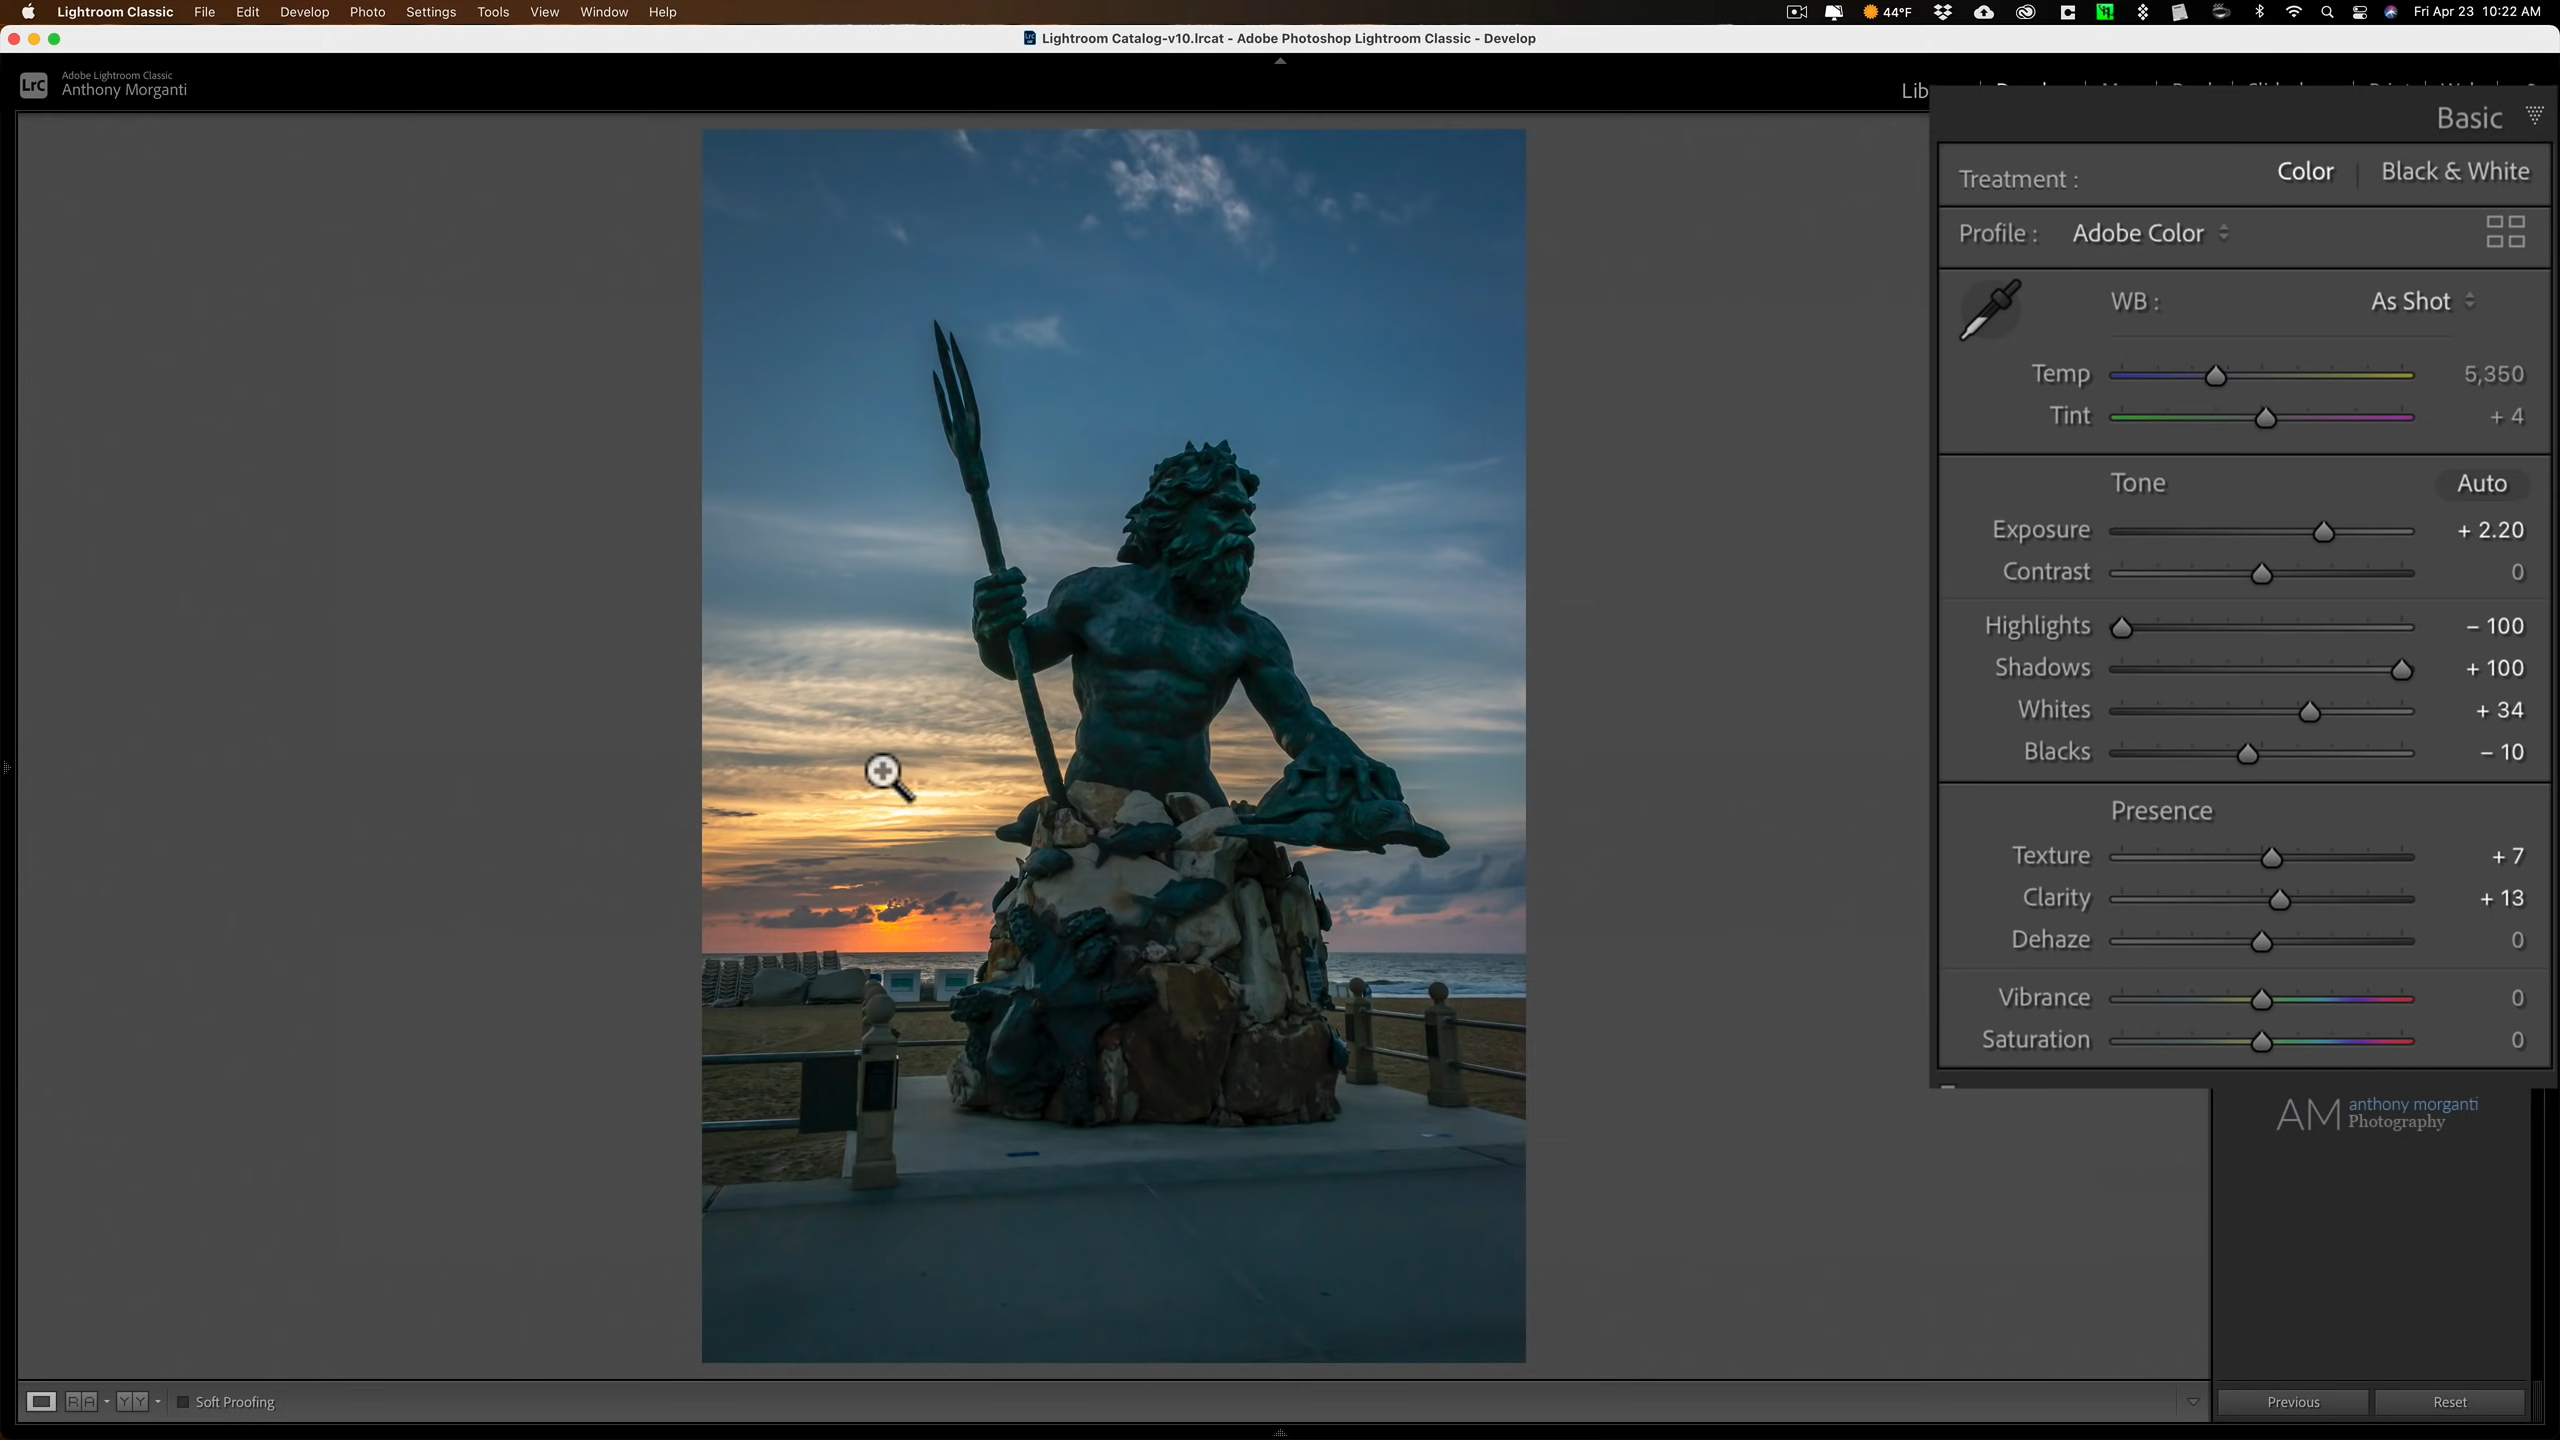 Lightroom Classic File Edit Develop Photo Settings Tools View Window Help 44°F Fri Apr 23 10:22 AM
Lightroom Catalog-v10.lrcat - Adobe Photoshop Lightroom Classic - Develop
LrC
Adobe Lightroom Classic
Anthony Morganti
Lib
Basic
Treatment : Color Black & White
Profile : Adobe Color
WB : As Shot
Temp 5,350
Tint + 4
Tone Auto
Exposure + 2.20
Contrast 0
Highlights – 100
Shadows + 100
Whites + 34
Blacks – 10
Presence
Texture + 7
Clarity + 13
Dehaze 0
Vibrance 0
Saturation 0
AM anthony morganti
Photography
R A Y Y Soft Proofing Previous Reset